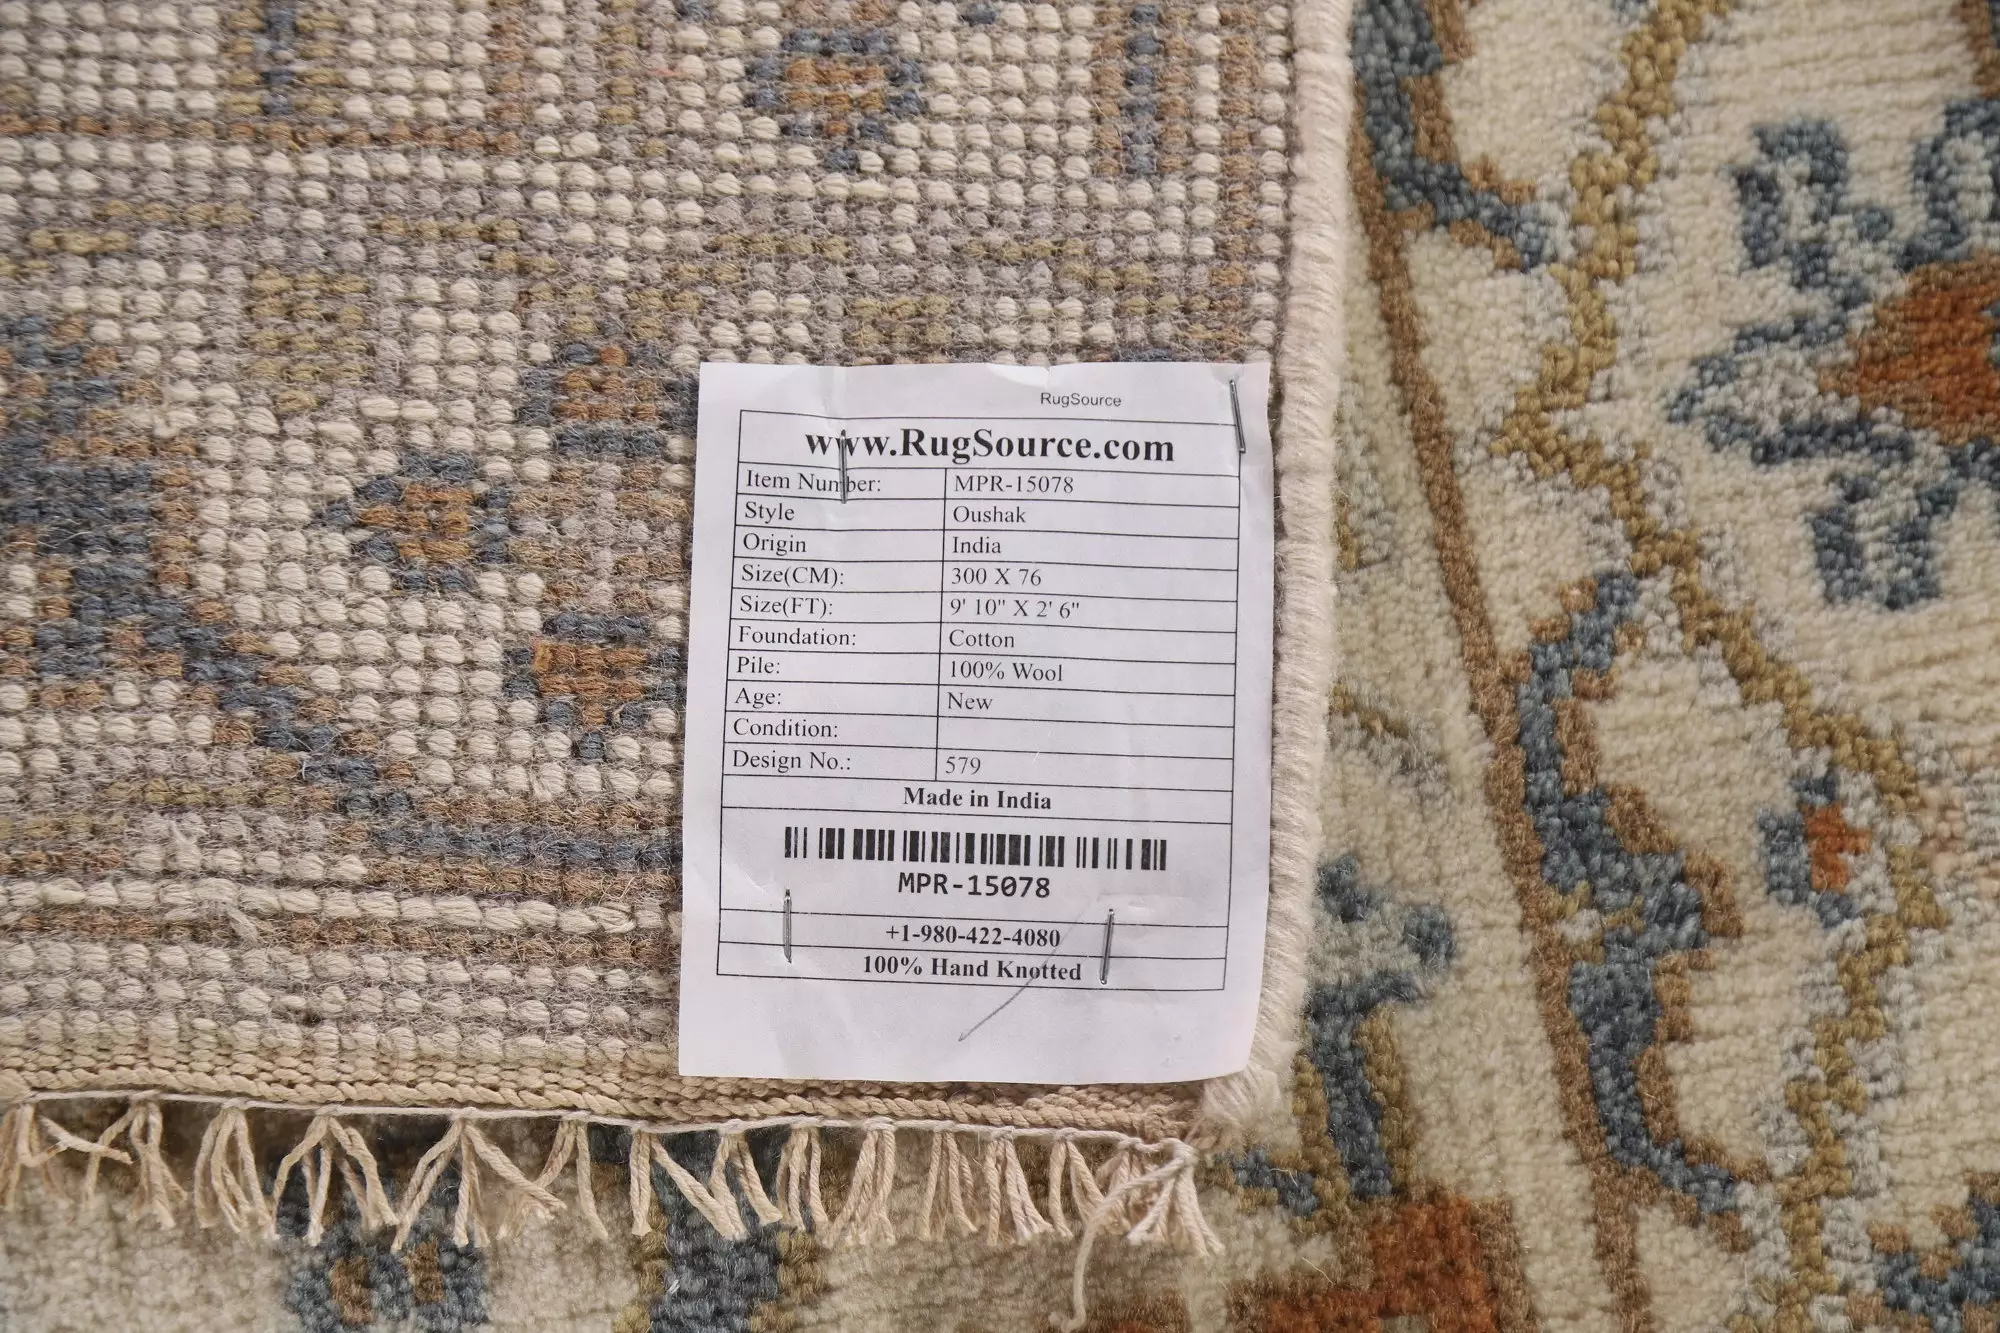 RugSource
www.RugSource.com
Item Number: MPR-15078
Style Oushak
Origin India
Size(CM): 300 X 76
Size(FT): 9' 10" X 2' 6"
Foundation: Cotton
Pile: 100% Wool
Age: New
Condition:
Design No.: 579
Made in India
MPR-15078
+1-980-422-4080
100% Hand Knotted